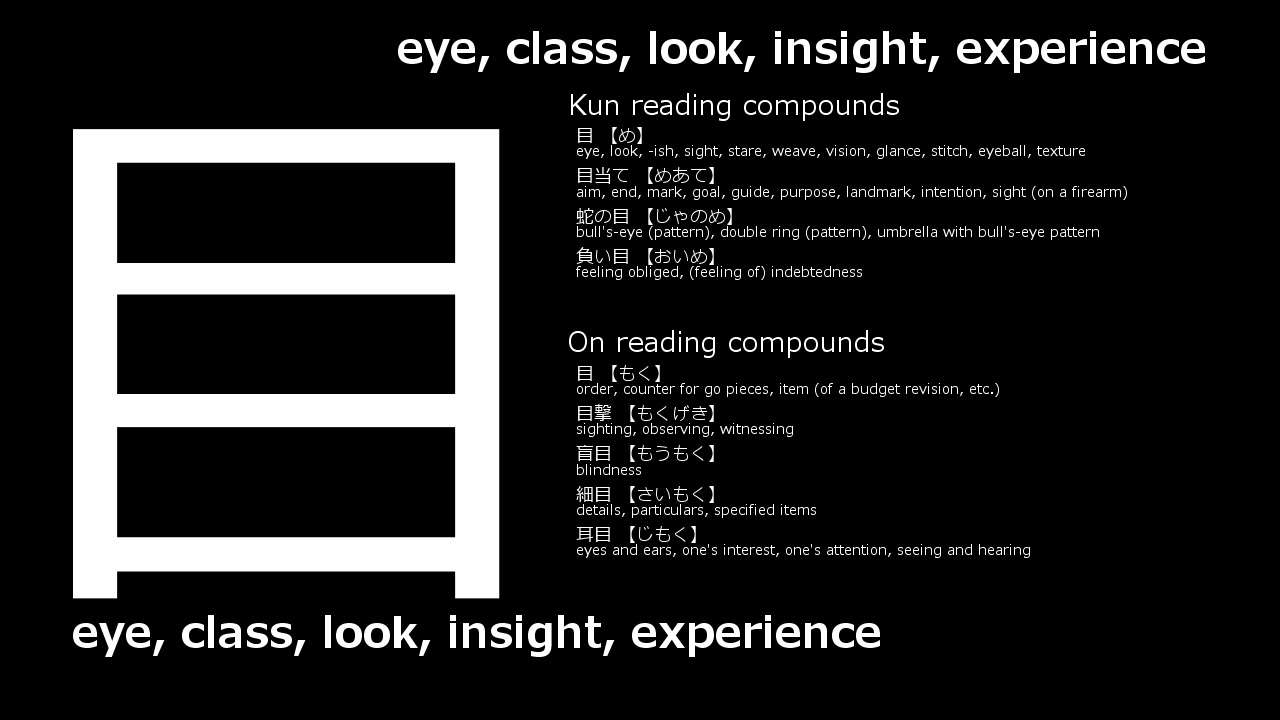 eye, class, look, insight, experience
目
Kun reading compounds
目 【め】
eye, look, -ish, sight, stare, weave, vision, glance, stitch, eyeball, texture
目当て 【めあて】
aim, end, mark, goal, guide, purpose, landmark, intention, sight (on a firearm)
蛇の目 【じゃのめ】
bull's-eye (pattern), double ring (pattern), umbrella with bull's-eye pattern
負い目 【おいめ】
feeling obliged, (feeling of) indebtedness
On reading compounds
目 【もく】
order, counter for go pieces, item (of a budget revision, etc.)
目撃 【もくげき】
sighting, observing, witnessing
盲目 【もうもく】
blindness
細目 【さいもく】
details, particulars, specified items
耳目 【じもく】
eyes and ears, one's interest, one's attention, seeing and hearing
eye, class, look, insight, experience